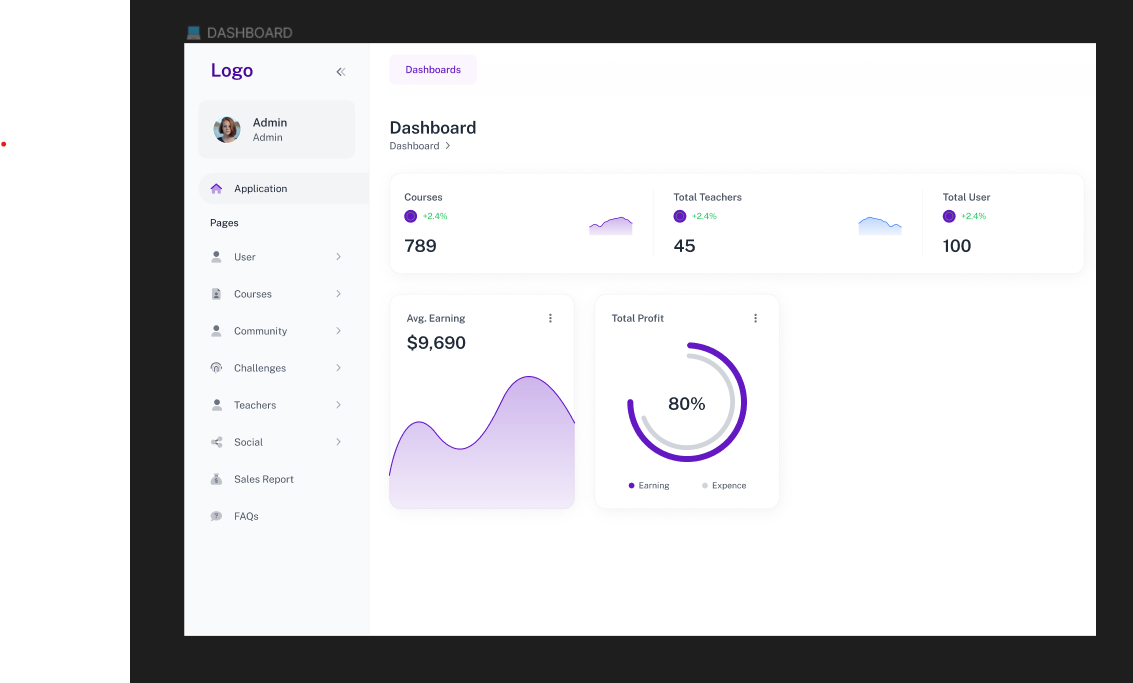 DASHBOARD
Logo
Admin
Admin
Application
Pages
User
Courses
Community
Challenges
Teachers
Social
Sales Report
FAQs
Dashboards
Dashboard
Dashboard
Courses
+2.4%
789
Total Teachers
+2.4%
45
Total User
+2.4%
100
Avg. Earning
$9,690
Total Profit
80%
Earning
Expence